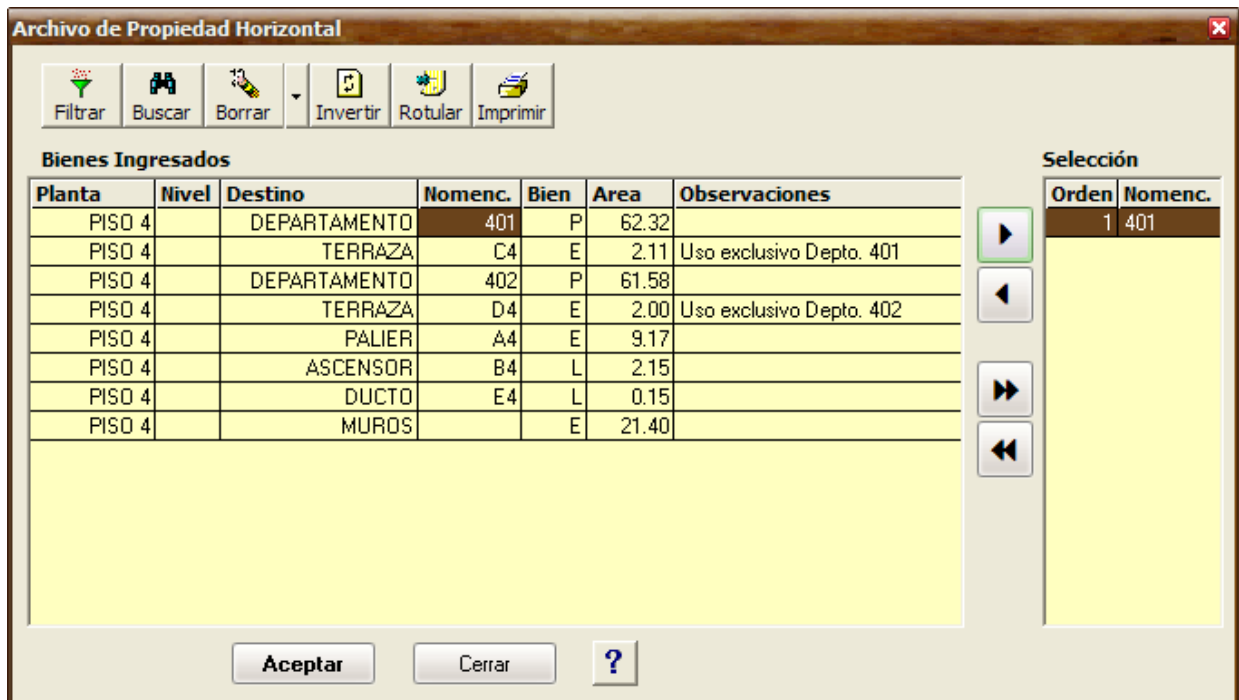 Archivo de Propiedad Horizontal
Filtrar Buscar Borrar Invertir Rotular Imprimir
Bienes Ingresados Selección
Planta Nivel Destino Nomenc. Bien Area Observaciones Orden Nomenc.
PISO 4 DEPARTAMENTO 401 P 62.32 1 401
PISO 4 TERRAZA C4 E 2.11 Uso exclusivo Depto. 401
PISO 4 DEPARTAMENTO 402 P 61.58
PISO 4 TERRAZA D4 E 2.00 Uso exclusivo Depto. 402
PISO 4 PALIER A4 E 9.17
PISO 4 ASCENSOR B4 L 2.15
PISO 4 DUCTO E4 L 0.15
PISO 4 MUROS E 21.40
Aceptar Cerrar ?